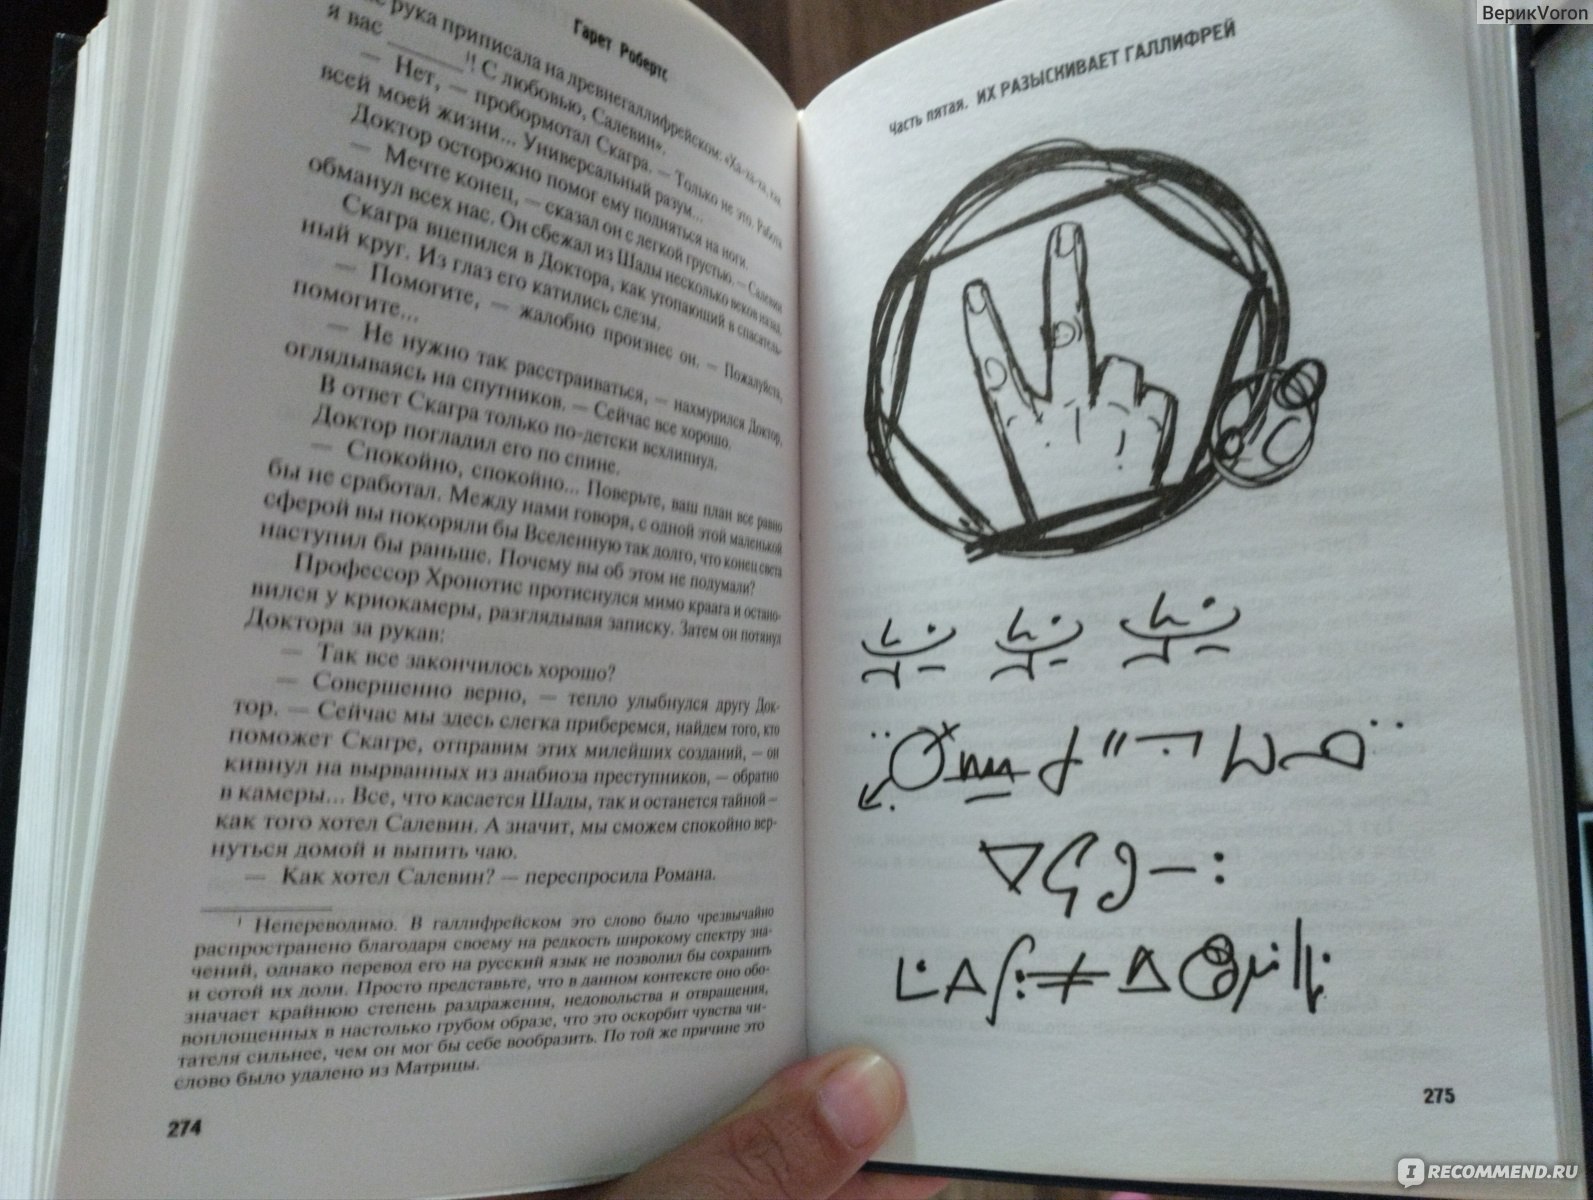 Гарет Робертс
рука приписала на древнегаллифрейском: «Ха-ха-ха, как
я вас ________¹! С любовью, Салевин».
— Нет, — пробормотал Скагра. — Только не это. Работа
всей моей жизни... Универсальный разум...
Доктор осторожно помог ему подняться на ноги.
— Мечте конец, — сказал он с легкой грустью. — Салевин
обманул всех нас. Он сбежал из Шады несколько веков назад.
Скагра вцепился в Доктора, как утопающий в спасатель-
ный круг. Из глаз его катились слезы.
— Помогите, — жалобно произнес он. — Пожалуйста,
помогите...
— Не нужно так расстраиваться, — нахмурился Доктор,
оглядываясь на спутников. — Сейчас все хорошо.
В ответ Скагра только по-детски всхлипнул.
Доктор погладил его по спине.
— Спокойно, спокойно... Поверьте, ваш план все равно
бы не сработал. Между нами говоря, с одной этой маленькой
сферой вы покоряли бы Вселенную так долго, что конец света
наступил бы раньше. Почему вы об этом не подумали?
Профессор Хронотис протиснулся мимо краага и остано-
вился у криокамеры, разглядывая записку. Затем он потянул
Доктора за рукав:
— Так все закончилось хорошо?
— Совершенно верно, — тепло улыбнулся другу Док-
тор. — Сейчас мы здесь слегка приберемся, найдем того, кто
поможет Скагре, отправим этих милейших созданий, — он
кивнул на вырванных из анабиоза преступников, — обратно
в камеры... Все, что касается Шады, так и останется тайной —
как того хотел Салевин. А значит, мы сможем спокойно вер-
нуться домой и выпить чаю.
— Как хотел Салевин? — переспросила Романа.
¹ Непереводимо. В галлифрейском это слово было чрезвычайно
распространено благодаря своему на редкость широкому спектру зна-
чений, однако перевод его на русский язык не позволил бы сохранить
и сотой их доли. Просто представьте, что в данном контексте оно обо-
значает крайнюю степень раздражения, недовольства и отвращения,
воплощенных в настолько грубом образе, что это оскорбит чувства чи-
тателя сильнее, чем он мог бы себе вообразить. По той же причине это
слово было удалено из Матрицы.
274
Часть пятая. ИХ РАЗЫСКИВАЕТ ГАЛЛИФРЕЙ
275
ВерикVoron
RECOMMEND.RU